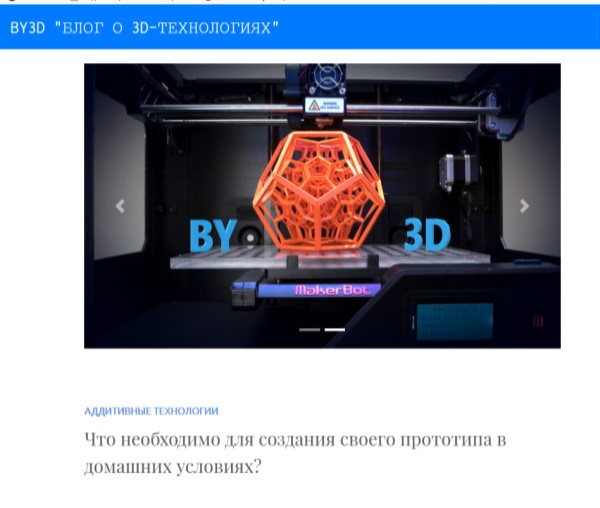 BY3D "БЛОГ О 3D-ТЕХНОЛОГИЯХ"
BY 3D
MakerBot
АДДИТИВНЫЕ ТЕХНОЛОГИИ
Что необходимо для создания своего прототипа в
домашних условиях?